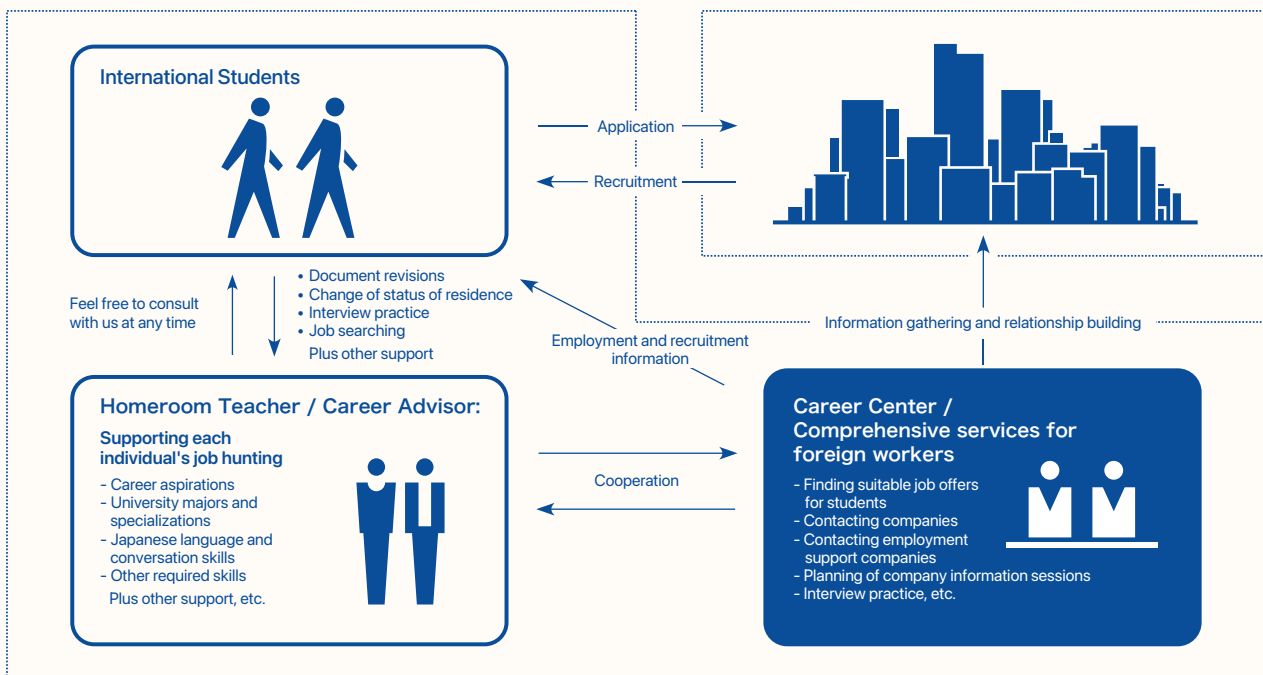 International Students
Application
Recruitment
Feel free to consult
with us at any time
• Document revisions
• Change of status of residence
• Interview practice
• Job searching
Plus other support
Employment and recruitment
information
Information gathering and relationship building
Homeroom Teacher / Career Advisor:
Supporting each
individual's job hunting
- Career aspirations
- University majors and
specializations
- Japanese language and
conversation skills
- Other required skills
Plus other support, etc.
Cooperation
Career Center /
Comprehensive services for
foreign workers
- Finding suitable job offers
for students
- Contacting companies
- Contacting employment
support companies
- Planning of company information sessions
- Interview practice, etc.